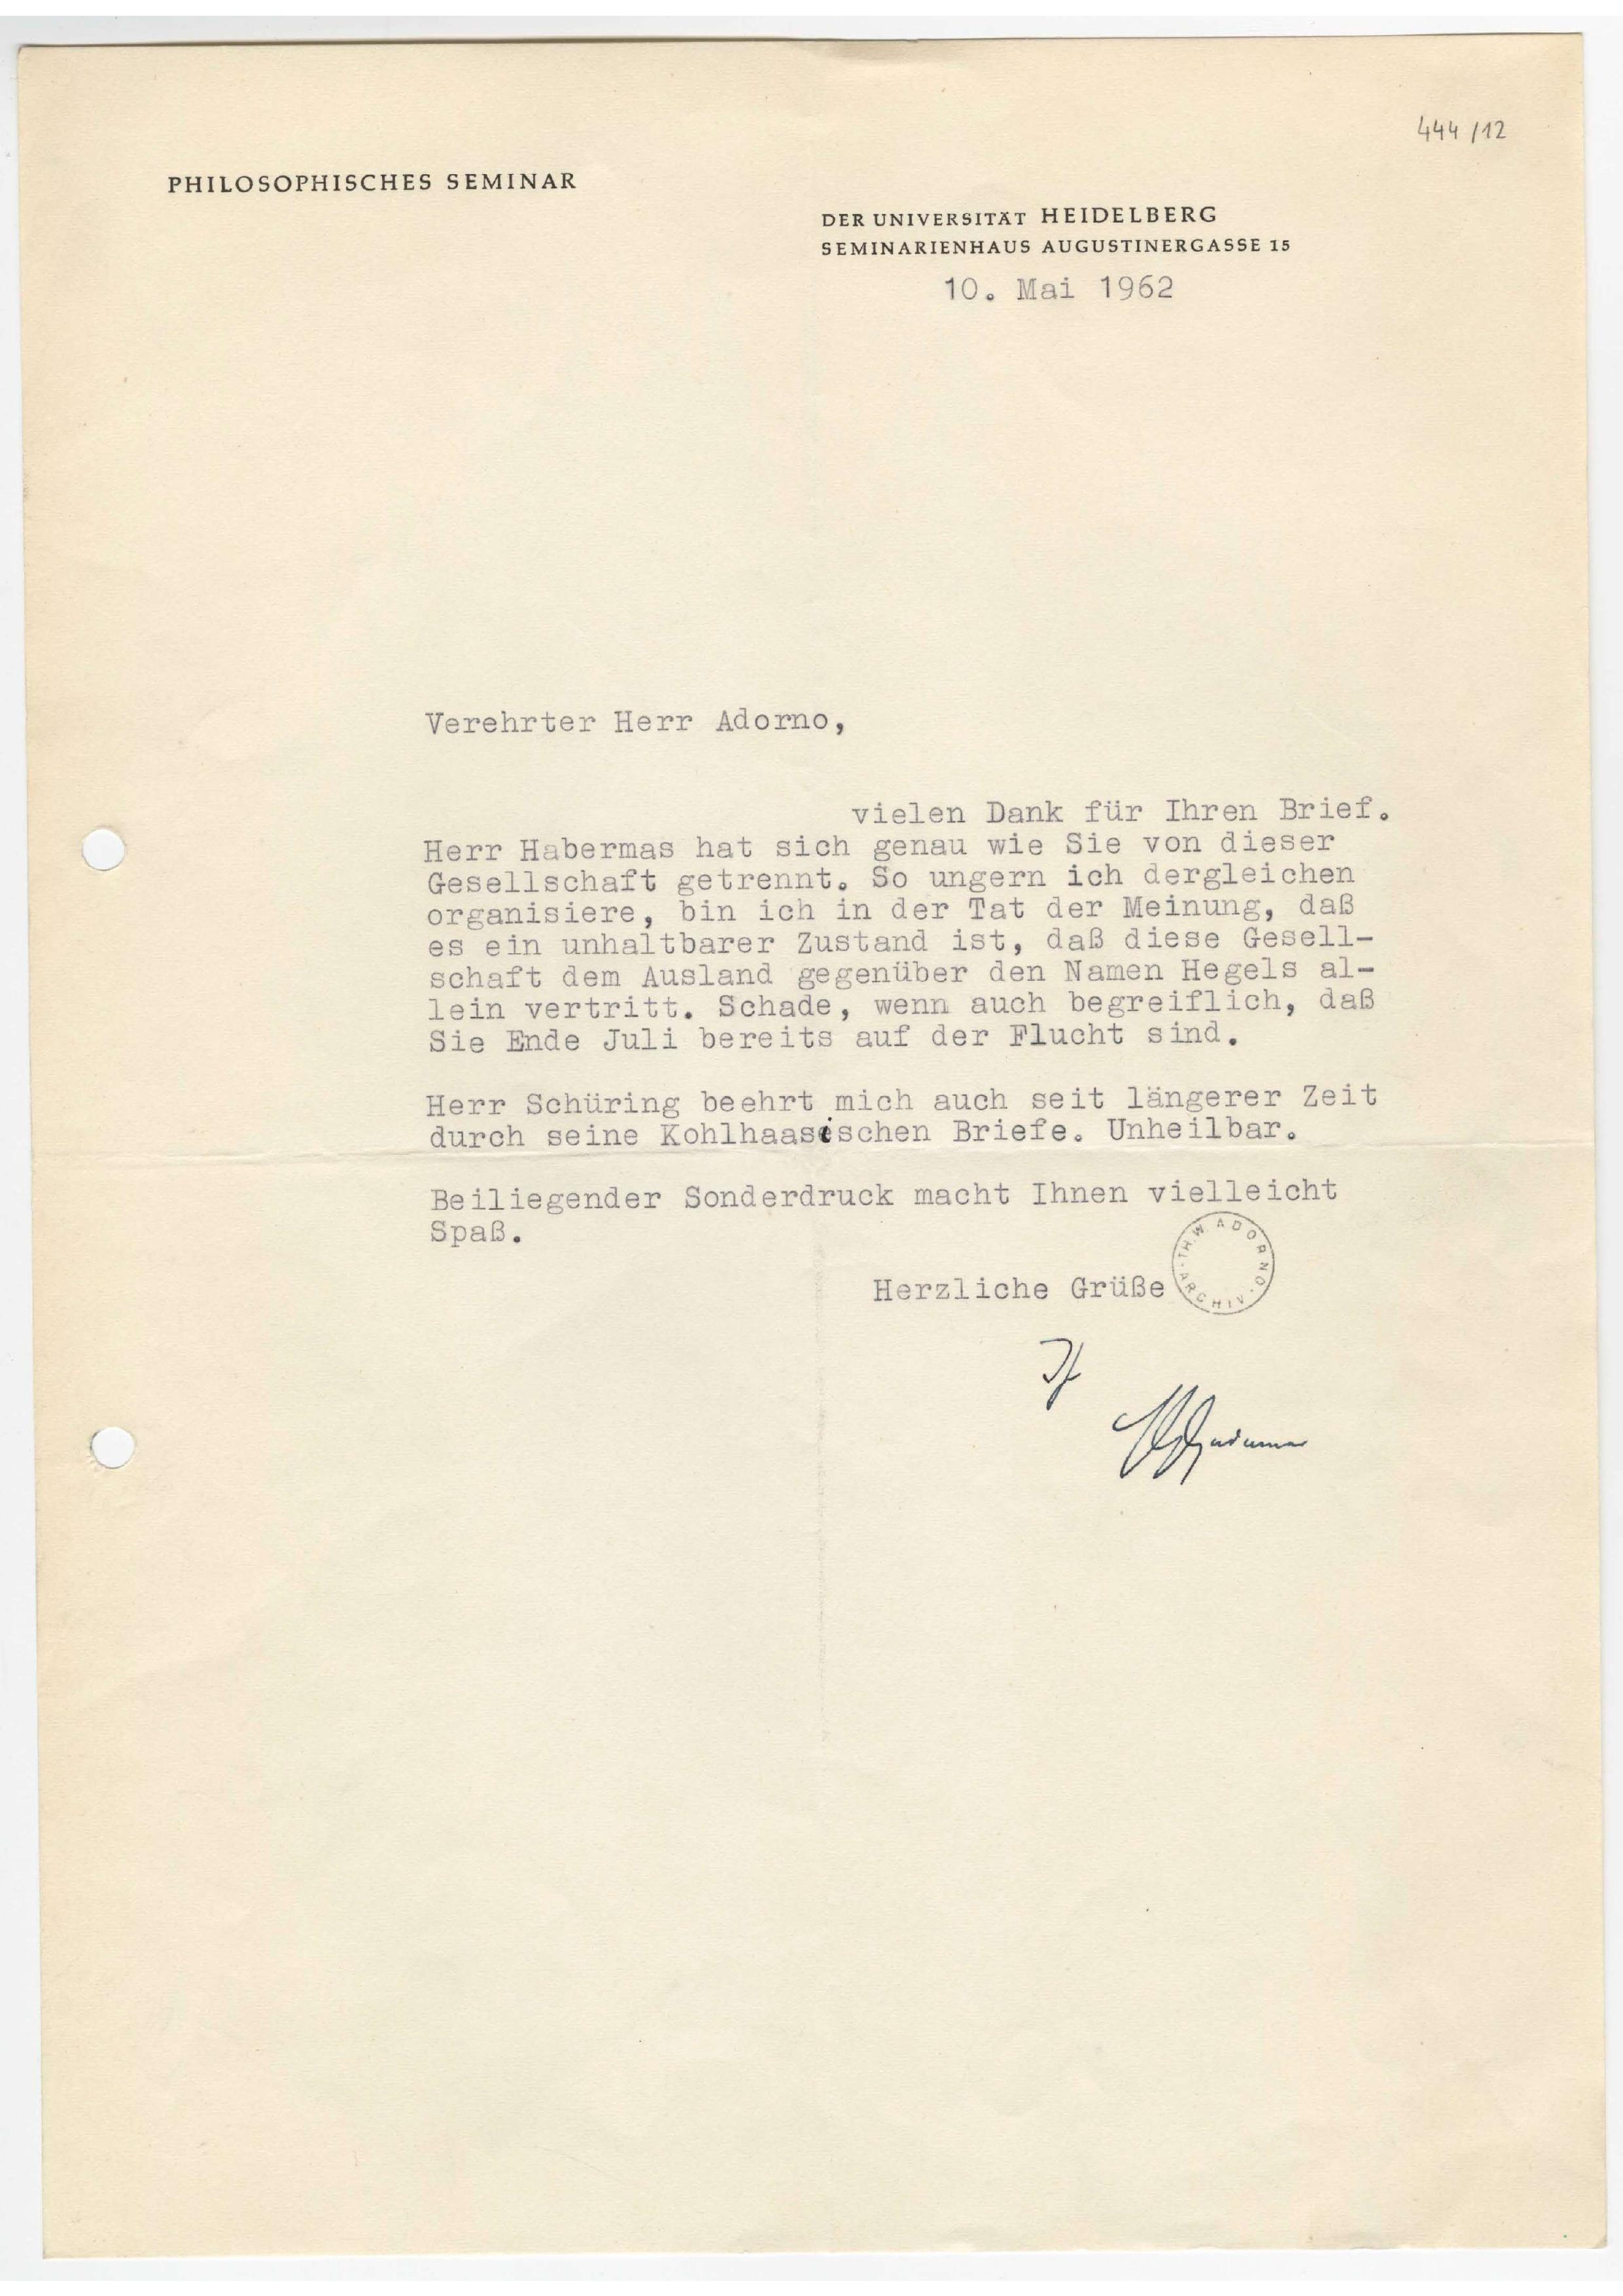 444/12
PHILOSOPHISCHES SEMINAR
DER UNIVERSITÄT HEIDELBERG
SEMINARIENHAUS AUGUSTINERGASSE 15
10. Mai 1962
Verehrter Herr Adorno,
vielen Dank für Ihren Brief.
Herr Habermas hat sich genau wie Sie von dieser
Gesellschaft getrennt. So ungern ich dergleichen
organisiere, bin ich in der Tat der Meinung, daß
es ein unhaltbarer Zustand ist, daß diese Gesell-
schaft dem Ausland gegenüber den Namen Hegels al-
lein vertritt. Schade, wenn auch begreiflich, daß
Sie Ende Juli bereits auf der Flucht sind.
Herr Schüring beehrt mich auch seit längerer Zeit
durch seine Kohlhaasischen Briefe. Unheilbar.
Beiliegender Sonderdruck macht Ihnen vielleicht
Spaß.
TH.W. ADORNO · ARCHIV ·
Herzliche Grüße
Ihr
HGGadamer